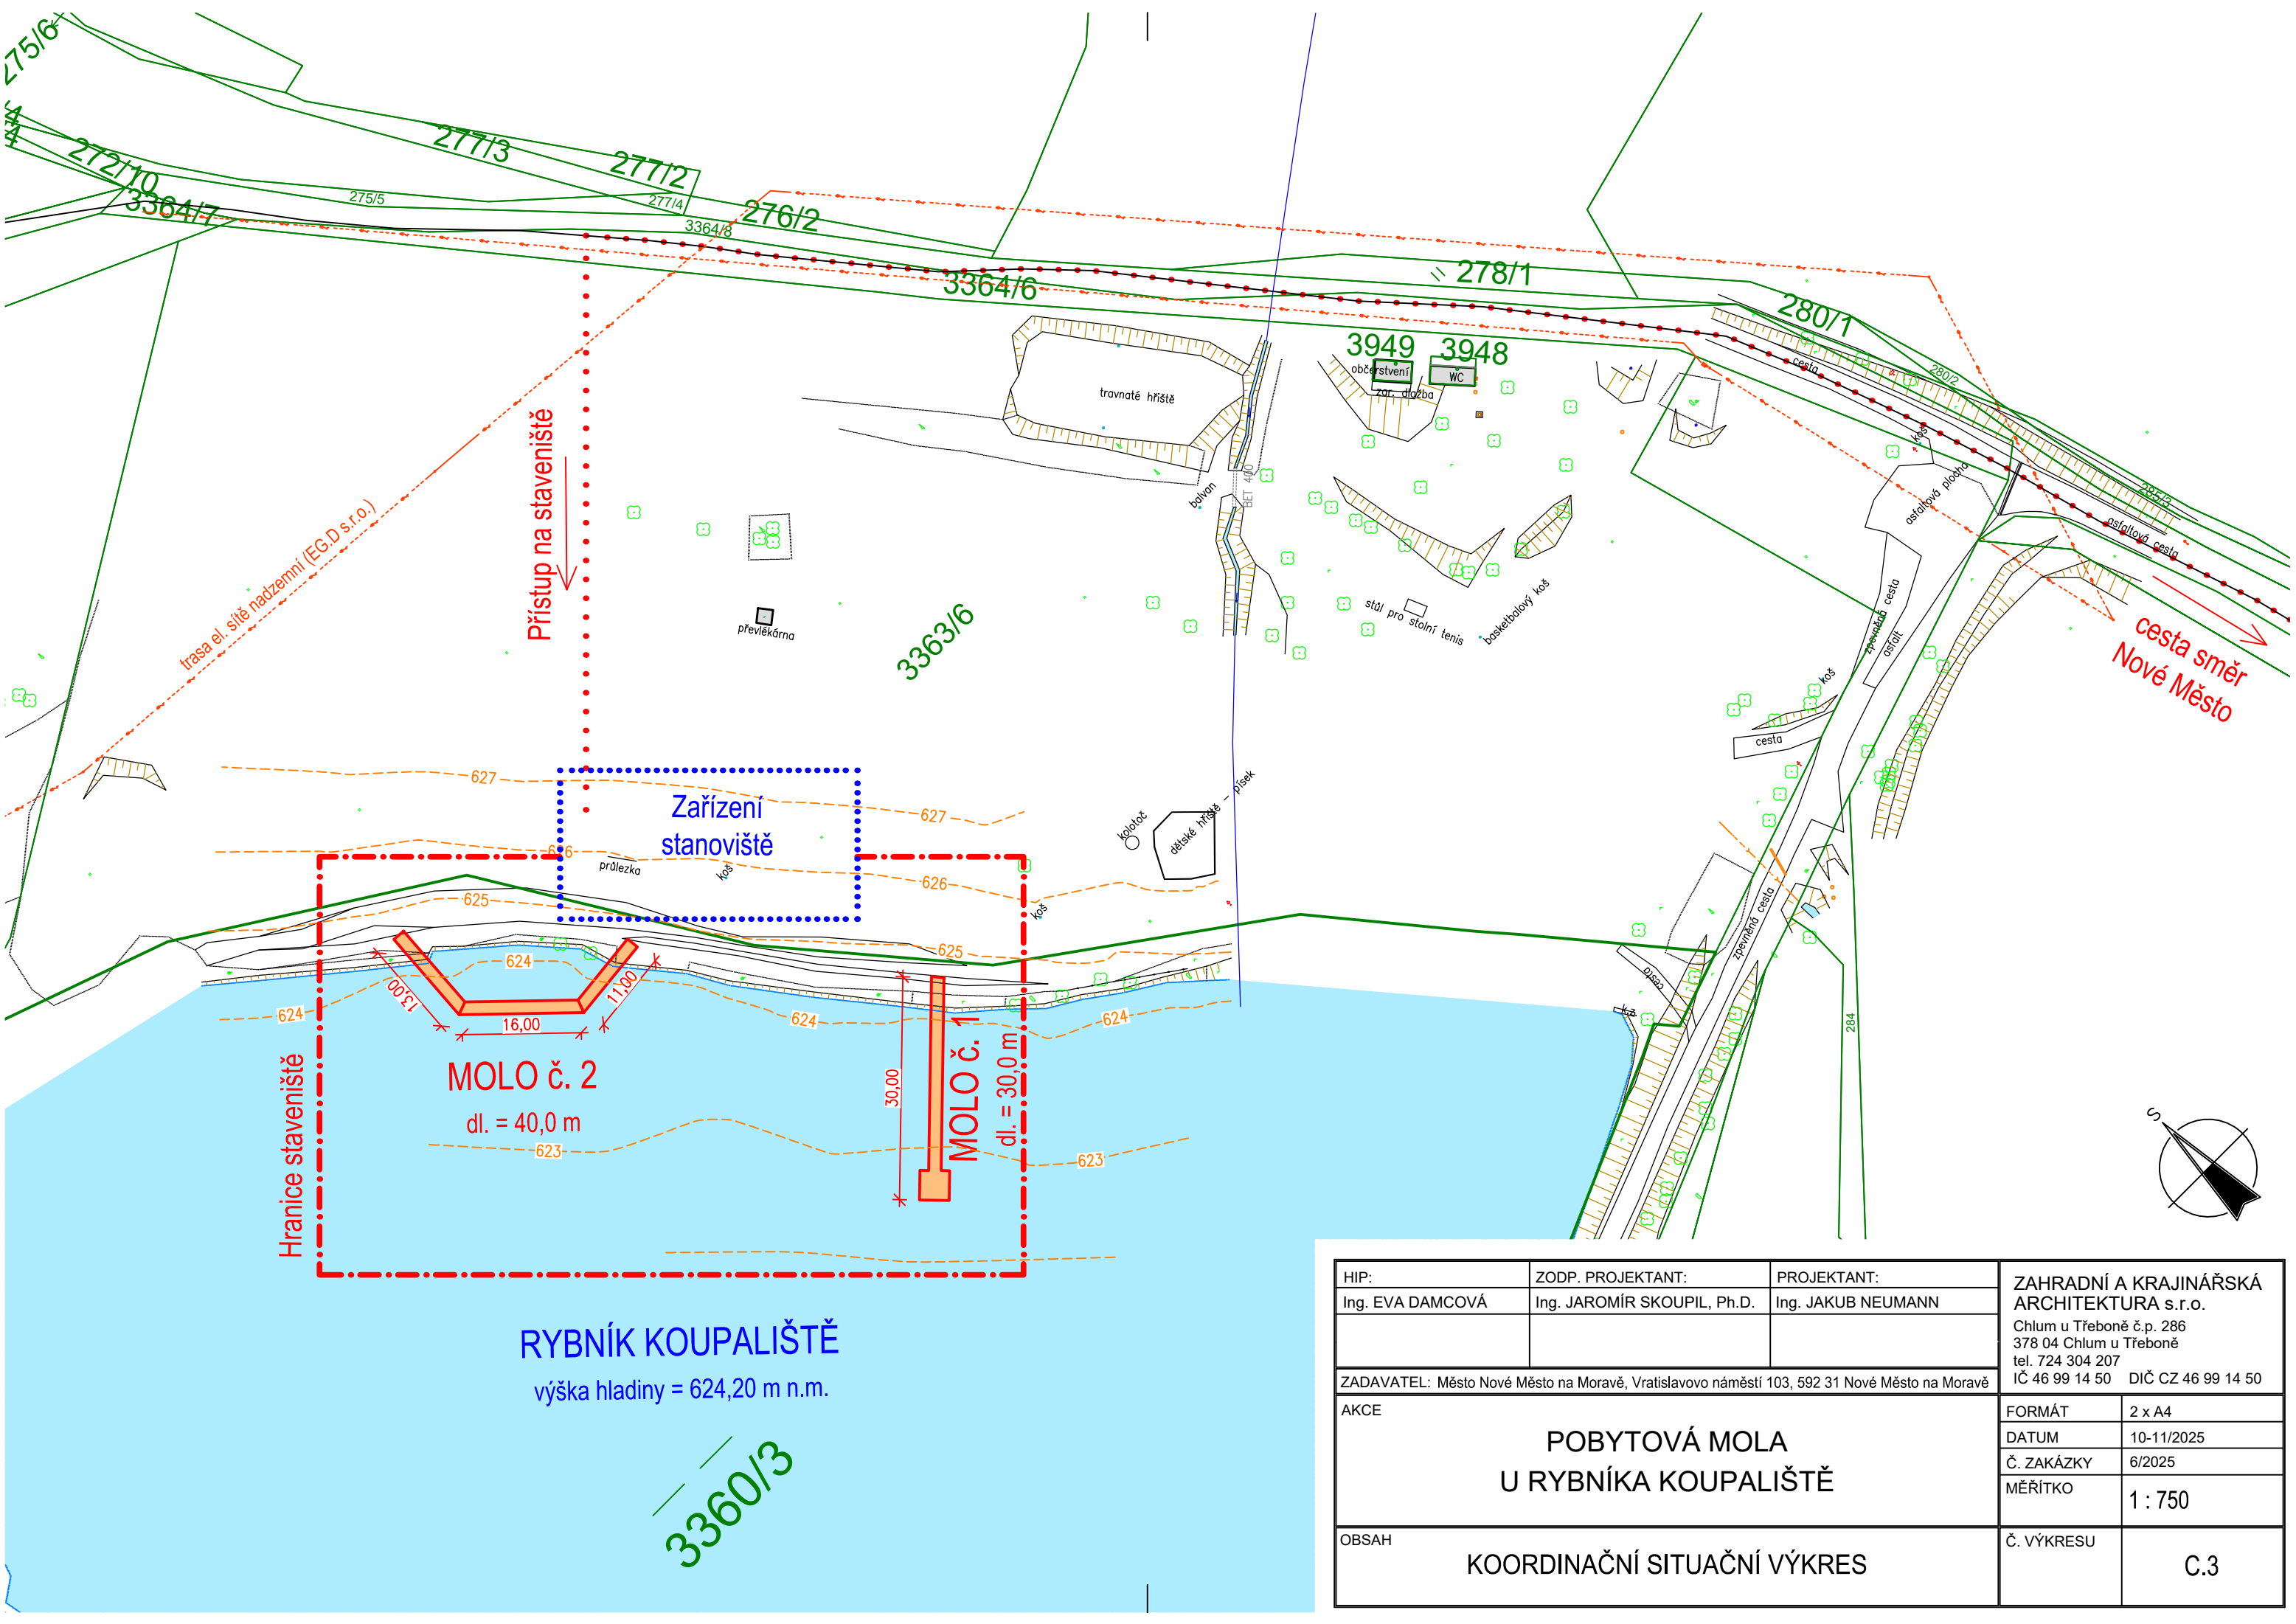 275/6
272/10
3364/7
277/3
277/2
275/5
277/4
276/2
3364/8
3364/6
278/1
280/1
280/2
285/3
3949
3948
občerstvení
WC
zar. dlažba
travnaté hříště
cesta
koš
asfaltová plocha
asfaltová cesta
balvan
BET 400
Přístup na staveniště
trasa el. sítě nadzemní (EG.D s.r.o.)
převlékárna
3363/6
stůl pro stolní tenis
basketbalový koš
zpevněná cesta
asfalt
koš
cesta
cesta směr
Nové Město
627
627
Zařízení
stanoviště
kolotoč
dětské hříště - písek
626
626
průlezka
koš
koš
625
625
zpevněná cesta
cesta
624
624
624
624
13,00
16,00
11,00
30,00
MOLO č. 2
dl. = 40,0 m
MOLO č. 1
dl. = 30,0 m
284
623
623
Hranice staveniště
S
RYBNÍK KOUPALIŠTĚ
výška hladiny = 624,20 m n.m.
3360/3
HIP:
ZODP. PROJEKTANT:
PROJEKTANT:
Ing. EVA DAMCOVÁ
Ing. JAROMÍR SKOUPIL, Ph.D.
Ing. JAKUB NEUMANN
ZAHRADNÍ A KRAJINÁŘSKÁ
ARCHITEKTURA s.r.o.
Chlum u Třeboně č.p. 286
378 04 Chlum u Třeboně
tel. 724 304 207
IČ 46 99 14 50 DIČ CZ 46 99 14 50
ZADAVATEL: Město Nové Město na Moravě, Vratislavovo náměstí 103, 592 31 Nové Město na Moravě
AKCE
POBYTOVÁ MOLA
U RYBNÍKA KOUPALIŠTĚ
FORMÁT
2 x A4
DATUM
10-11/2025
Č. ZAKÁZKY
6/2025
MĚŘÍTKO
1 : 750
OBSAH
KOORDINAČNÍ SITUAČNÍ VÝKRES
Č. VÝKRESU
C.3